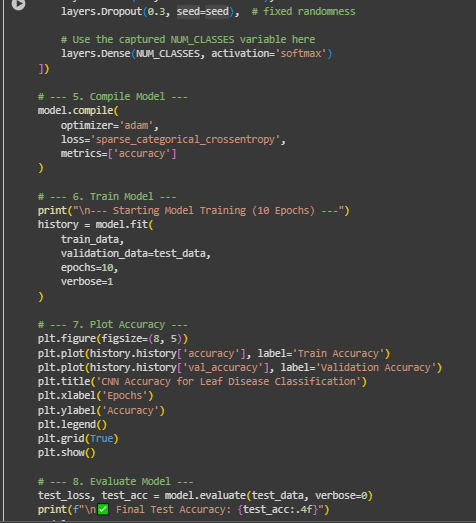 layers.Dropout(0.3, seed=seed),  # fixed randomness
# Use the captured NUM_CLASSES variable here
layers.Dense(NUM_CLASSES, activation='softmax')
])
# --- 5. Compile Model ---
model.compile(
optimizer='adam',
loss='sparse_categorical_crossentropy',
metrics=['accuracy']
)
# --- 6. Train Model ---
print("\n--- Starting Model Training (10 Epochs) ---")
history = model.fit(
train_data,
validation_data=test_data,
epochs=10,
verbose=1
)
# --- 7. Plot Accuracy ---
plt.figure(figsize=(8, 5))
plt.plot(history.history['accuracy'], label='Train Accuracy')
plt.plot(history.history['val_accuracy'], label='Validation Accuracy')
plt.title('CNN Accuracy for Leaf Disease Classification')
plt.xlabel('Epochs')
plt.ylabel('Accuracy')
plt.legend()
plt.grid(True)
plt.show()
# --- 8. Evaluate Model ---
test_loss, test_acc = model.evaluate(test_data, verbose=0)
print(f"\n✅ Final Test Accuracy: {test_acc:.4f}")